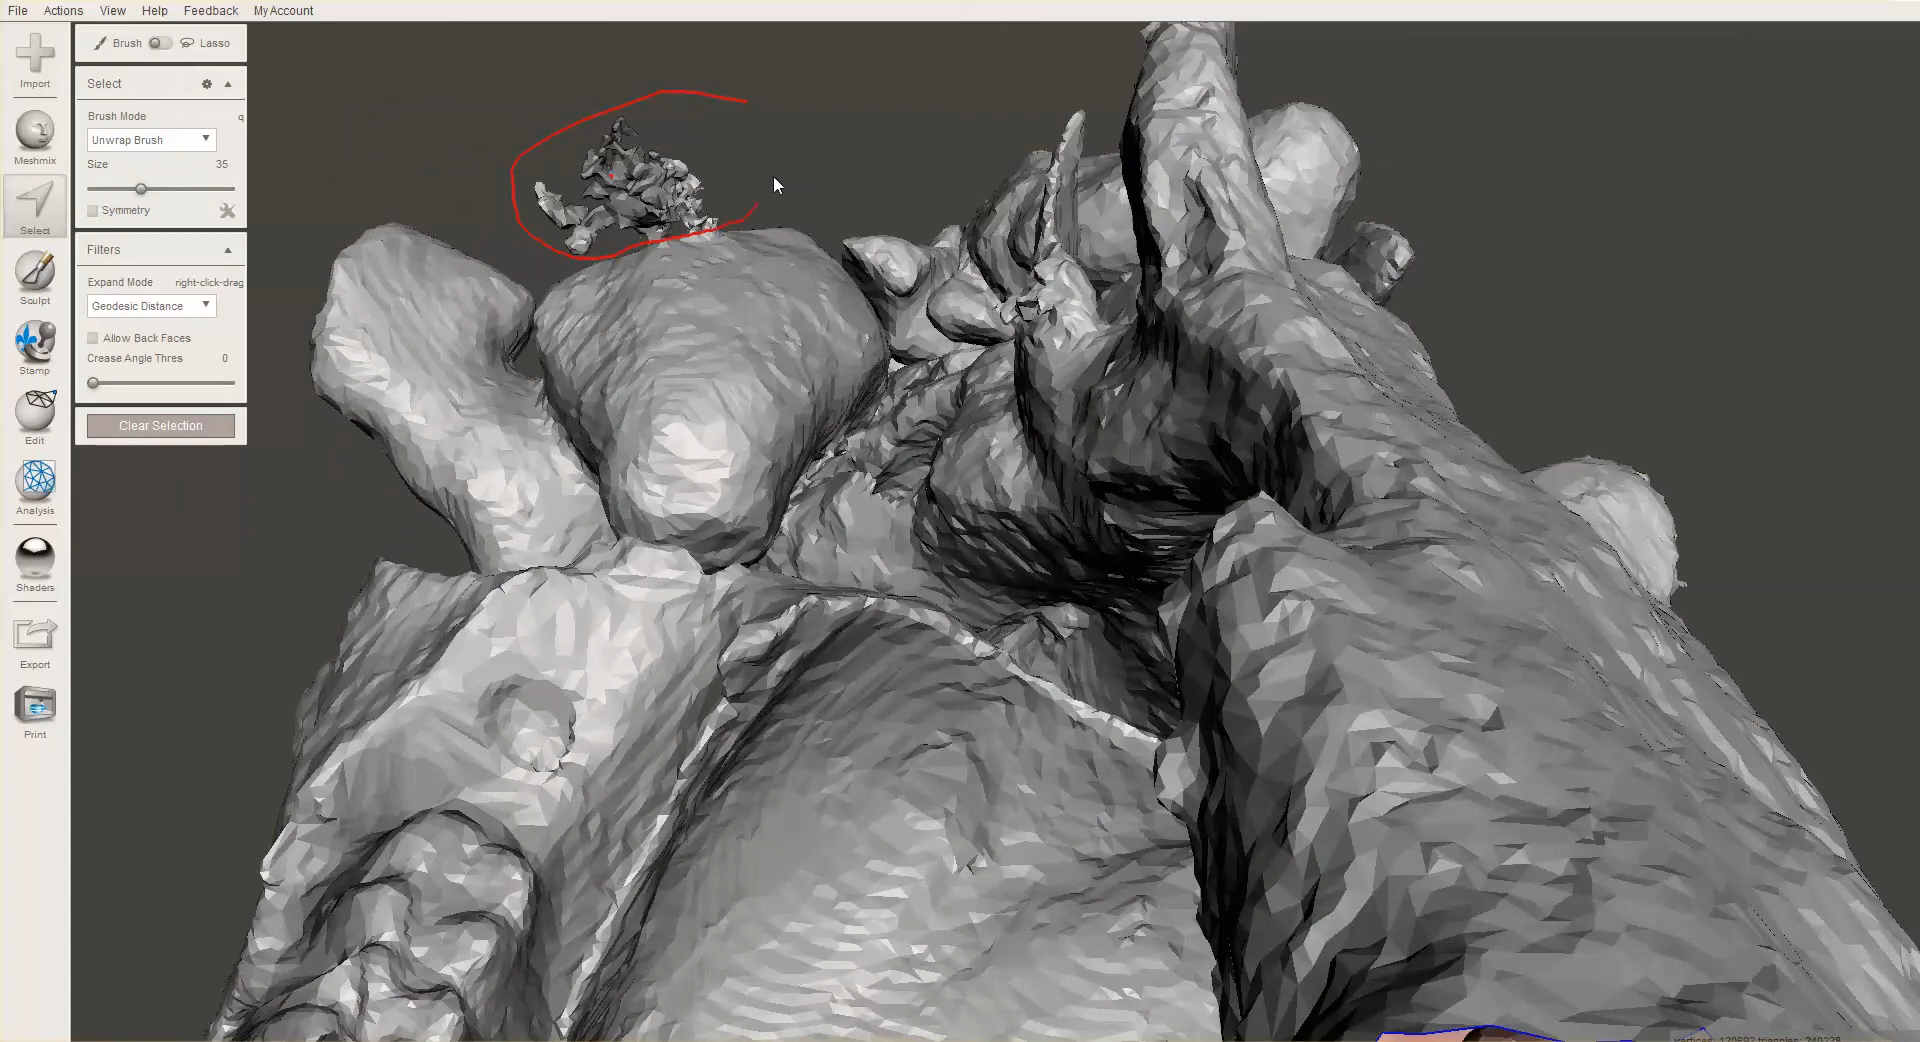 File Actions View Help Feedback My Account
Brush Lasso
Import
Select
Brush Mode q
Meshmix
Unwrap Brush
Size 35
Symmetry
Select
Filters
Expand Mode right-click-drag
Sculpt
Geodesic Distance
Allow Back Faces
Crease Angle Thres 0
Stamp
Clear Selection
Edit
Analysis
Shaders
Export
Print